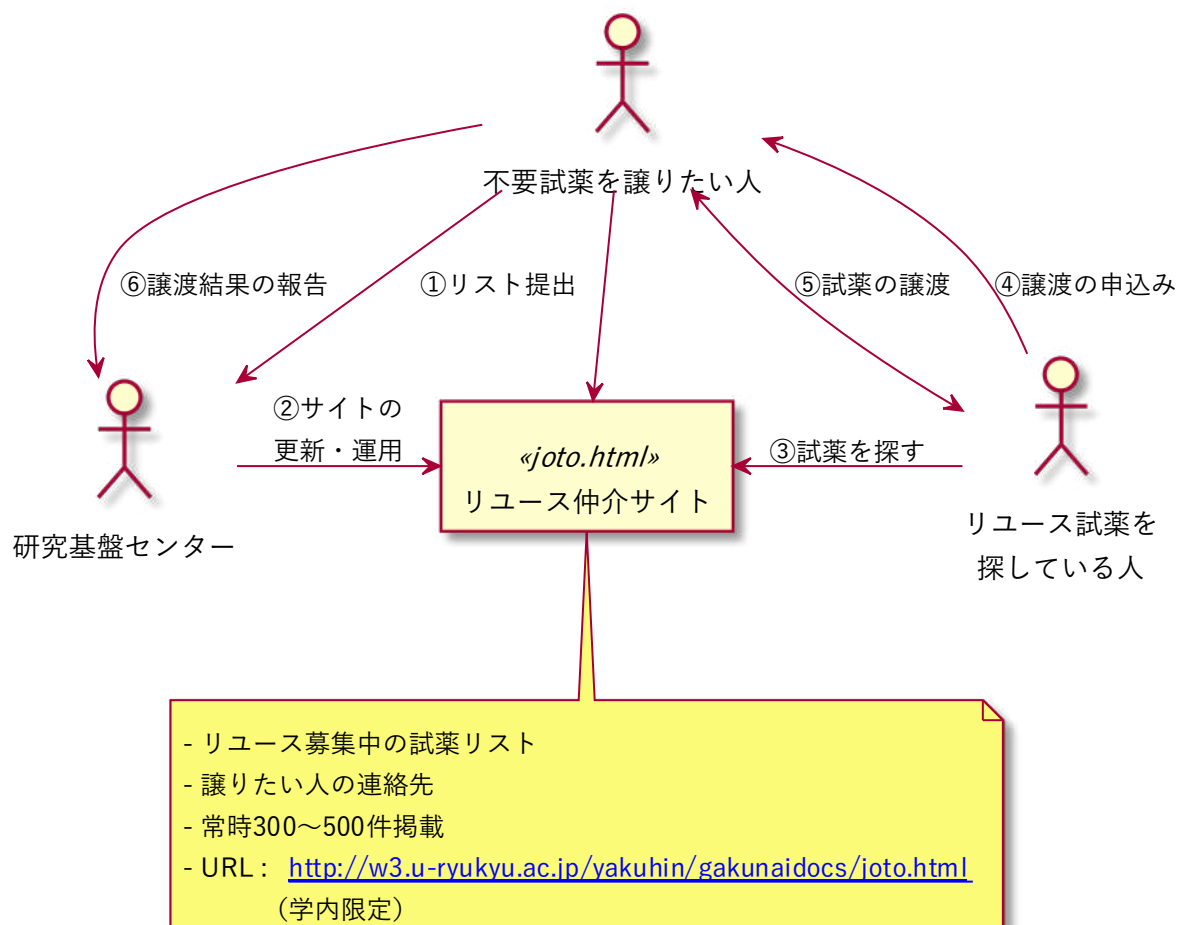 不要試薬を譲りたい人
⑥譲渡結果の報告
①リスト提出
⑤試薬の譲渡
④譲渡の申込み
②サイトの
更新・運用
«joto.html»
リユース仲介サイト
③試薬を探す
研究基盤センター
リユース試薬を
探している人
- リユース募集中の試薬リスト
- 譲りたい人の連絡先
- 常時300～500件掲載
- URL： http://w3.u-ryukyu.ac.jp/yakuhin/gakunaidocs/joto.html
（学内限定）